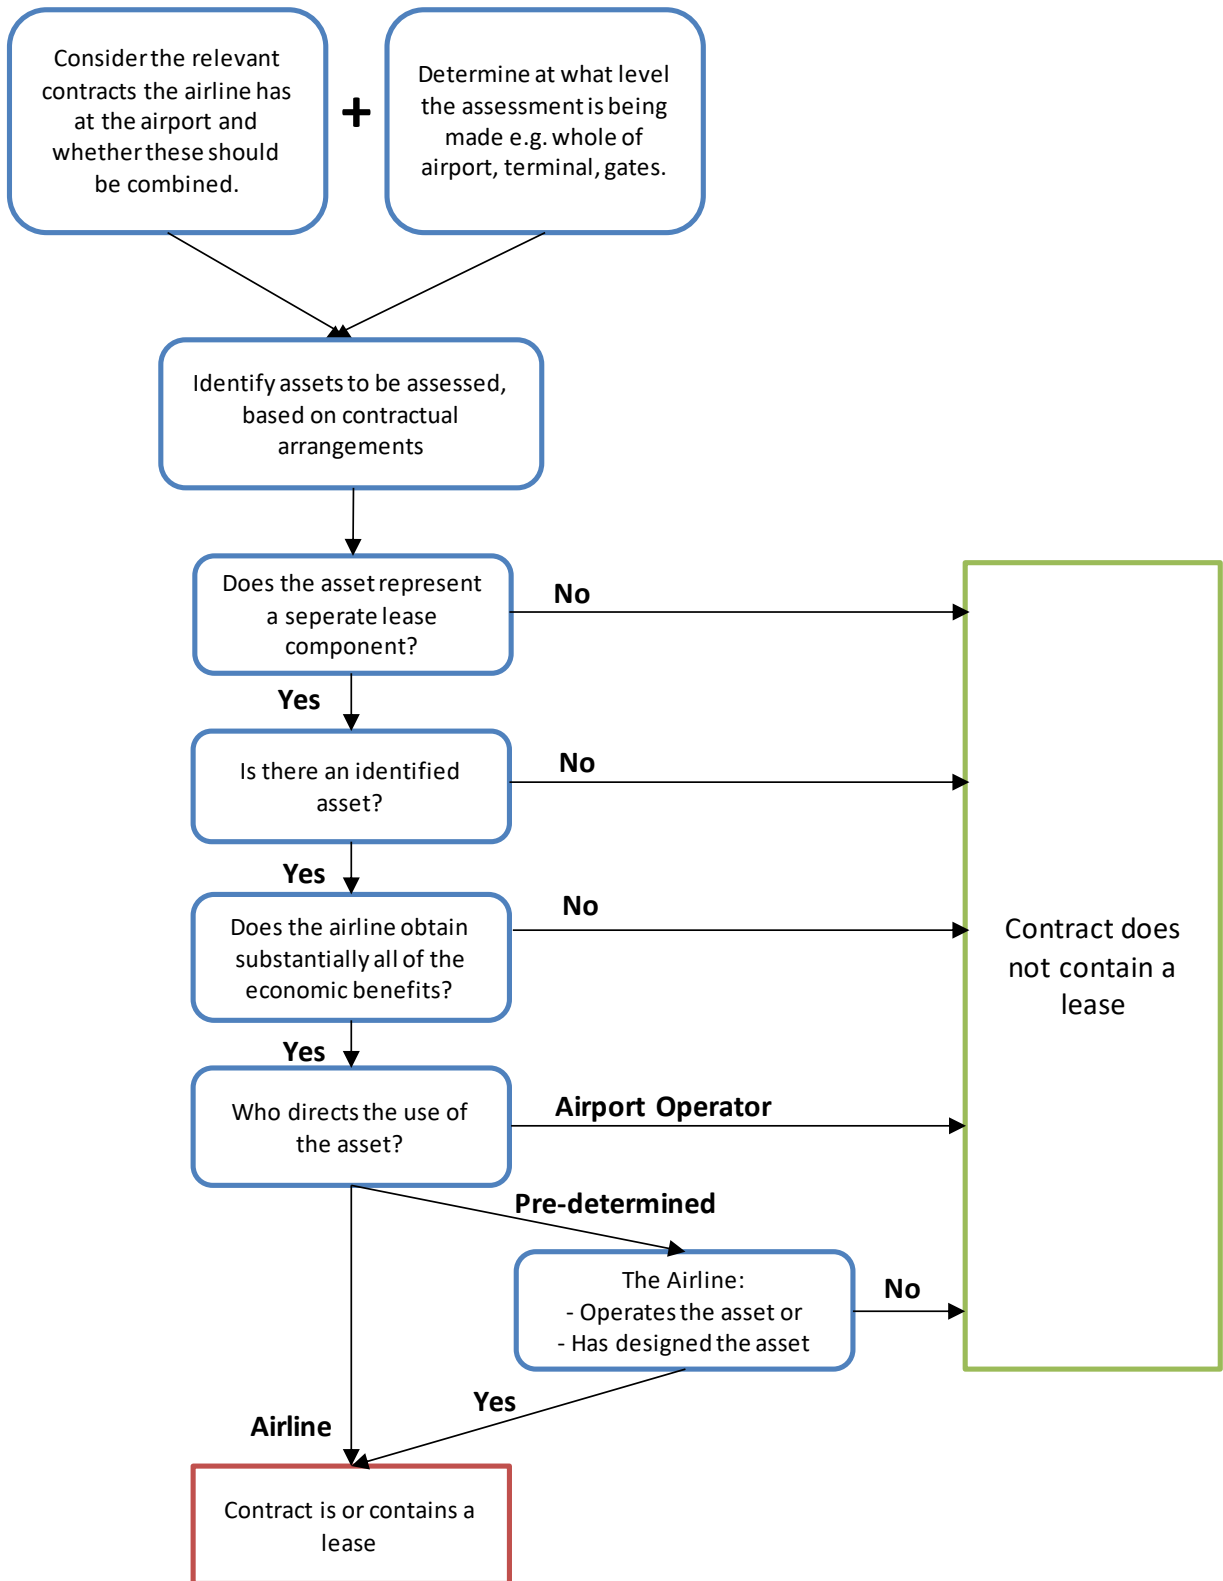 Consider the relevant
contracts the airline has
at the airport and
whether these should
be combined.
+
Determine at what level
the assessment is being
made e.g. whole of
airport, terminal, gates.
Identify assets to be assessed,
based on contractual
arrangements
Does the asset represent
a seperate lease
component?
No
Yes
Is there an identified
asset?
No
Yes
Does the airline obtain
substantially all of the
economic benefits?
No
Contract does
not contain a
lease
Yes
Who directs the use of
the asset?
Airport Operator
Pre-determined
The Airline:
- Operates the asset or
- Has designed the asset
No
Yes
Airline
Contract is or contains a
lease